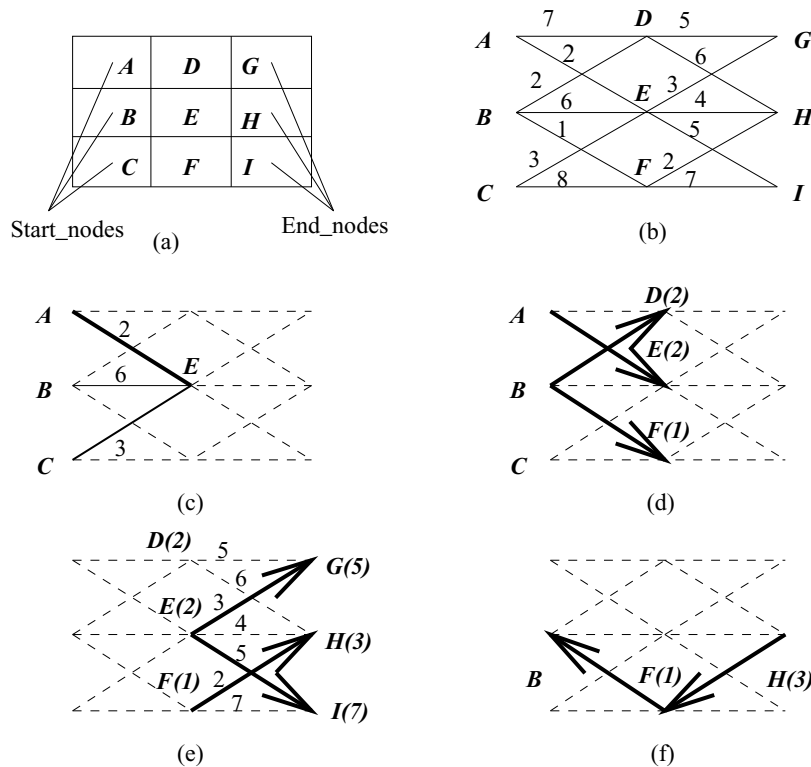 A D G
B E H
C F I
Start_nodes End_nodes
(a)
7 D 5
A G
2 6
2 3
6 E 4
B H
1 5
3 F 2
C 8 7 I
(b)
A
2
E
6
B
3
C
(c)
D(2)
A
E(2)
B
F(1)
C
(d)
D(2) 5
G(5)
6
E(2) 3
4
H(3)
5
F(1) 2
7
I(7)
(e)
B F(1) H(3)
(f)